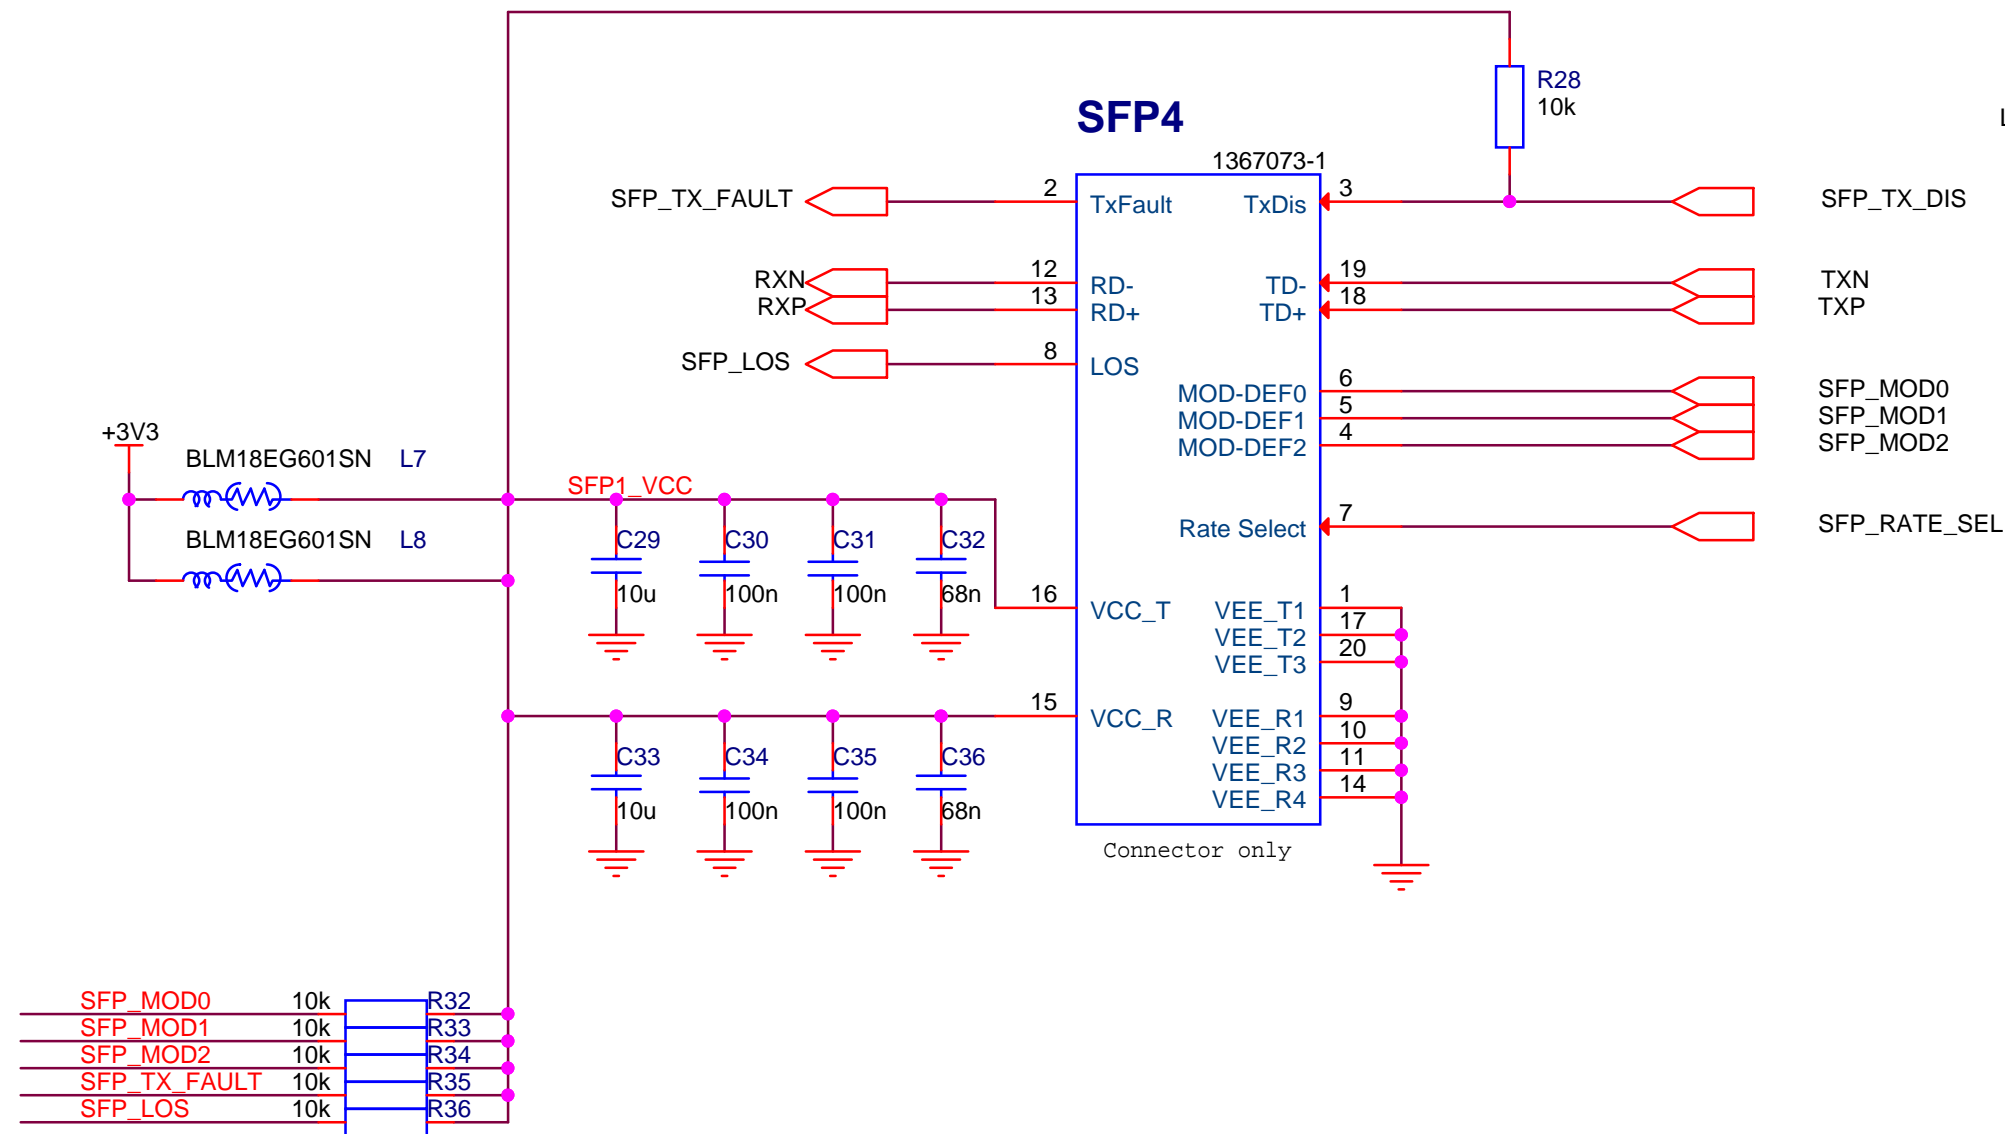 R28
10k
L
SFP4
1367073-1
SFP_TX_FAULT 2 TxFault TxDis 3 SFP_TX_DIS
RXN 12 RD- TD- 19 TXN
RXP 13 RD+ TD+ 18 TXP
SFP_LOS 8 LOS
MOD-DEF0 6 SFP_MOD0
MOD-DEF1 5 SFP_MOD1
MOD-DEF2 4 SFP_MOD2
+3V3
BLM18EG601SN L7
SFP1_VCC
Rate Select 7 SFP_RATE_SEL
BLM18EG601SN L8
C29 C30 C31 C32
10u 100n 100n 68n
16 VCC_T VEE_T1 1
VEE_T2 17
VEE_T3 20
15 VCC_R VEE_R1 9
VEE_R2 10
VEE_R3 11
VEE_R4 14
C33 C34 C35 C36
10u 100n 100n 68n
Connector only
SFP_MOD0 10k R32
SFP_MOD1 10k R33
SFP_MOD2 10k R34
SFP_TX_FAULT 10k R35
SFP_LOS 10k R36